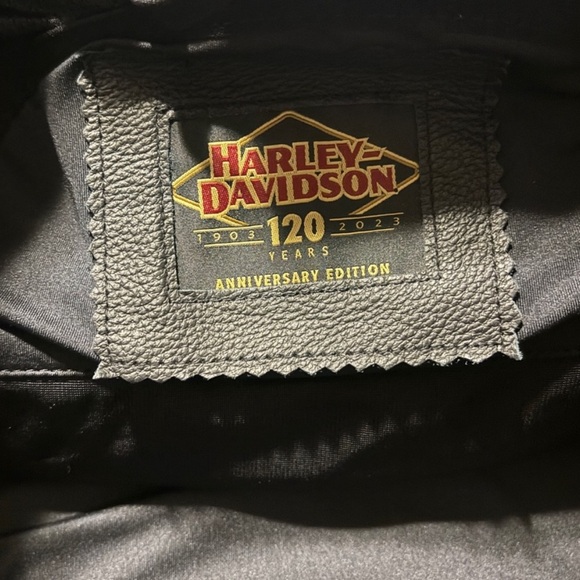 HARLEY-
DAVIDSON
1903 120 2023
YEARS
ANNIVERSARY EDITION